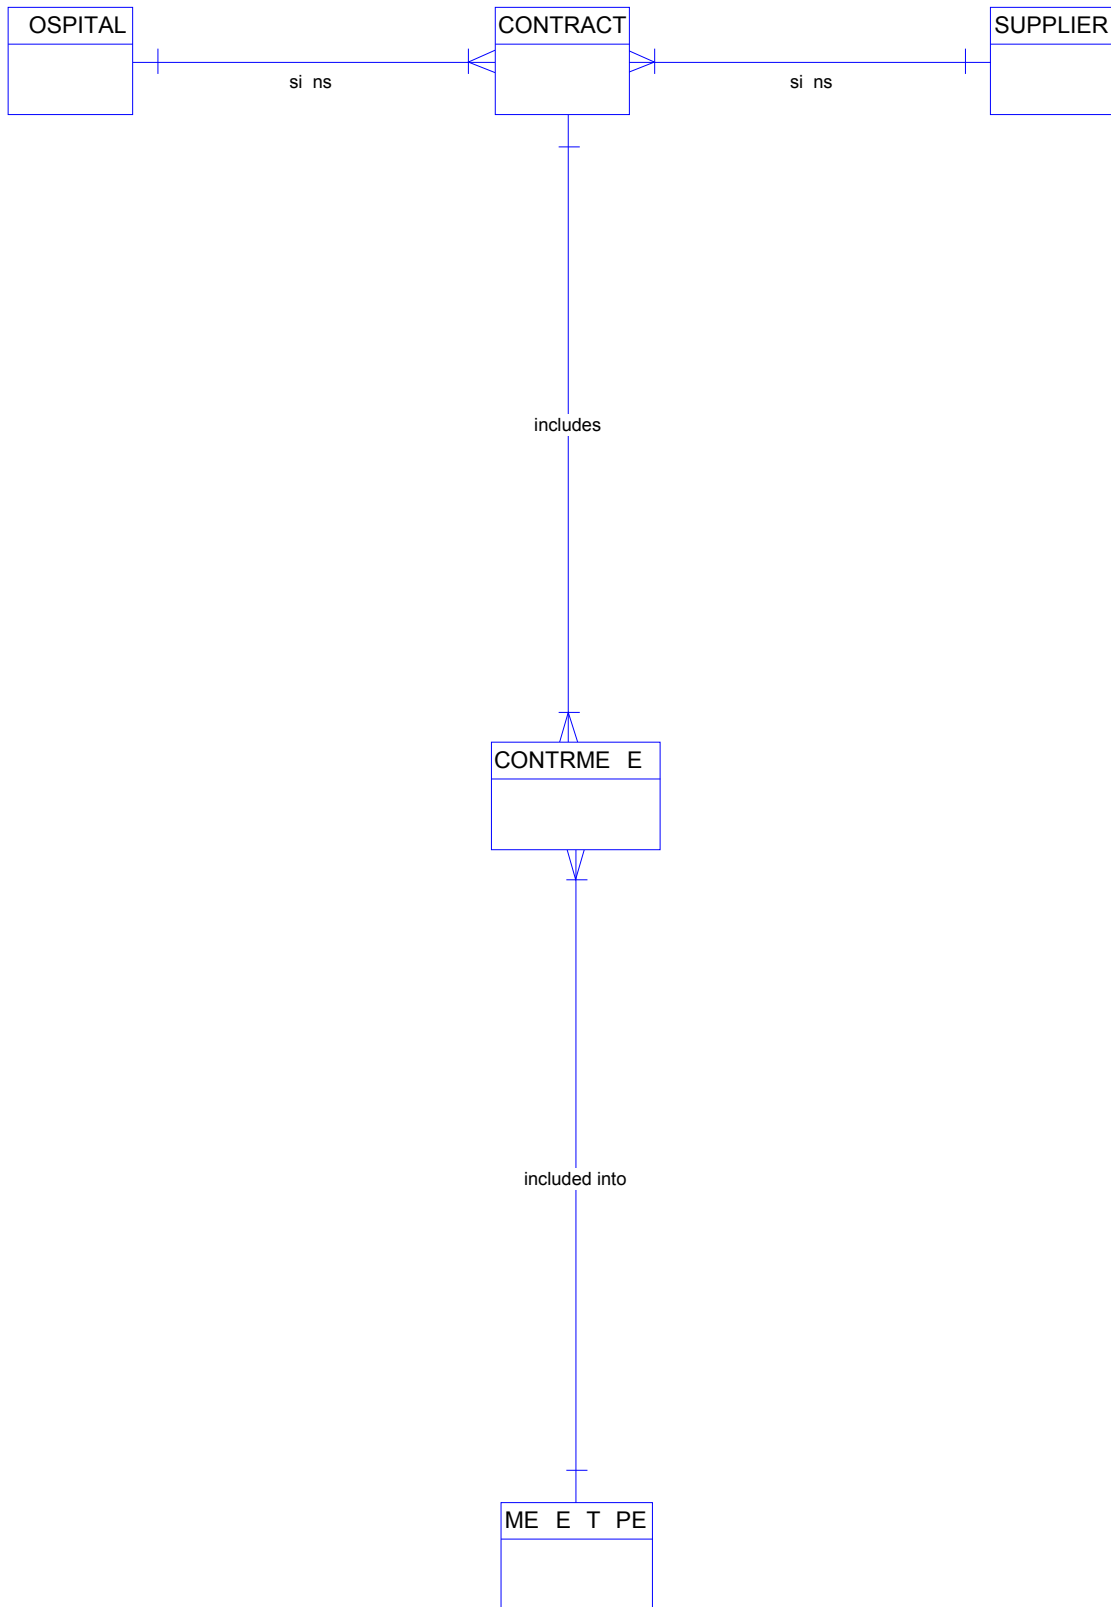 OSPITAL
CONTRACT
SUPPLIER
si ns
si ns
includes
CONTRME E
included into
ME E T PE